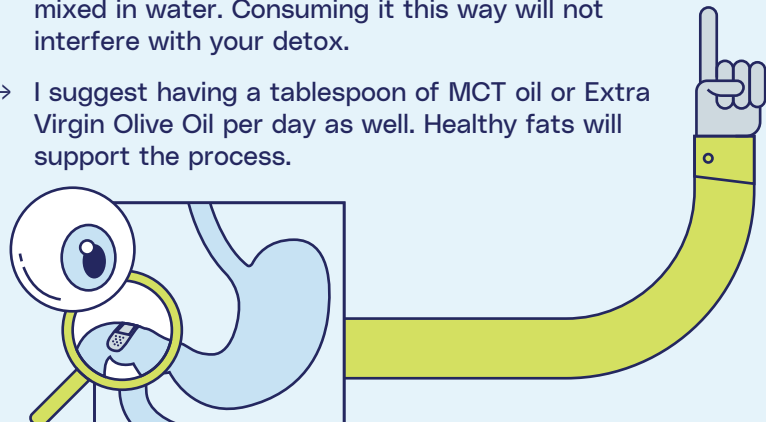 mixed in water. Consuming it this way will not
interfere with your detox.
→ I suggest having a tablespoon of MCT oil or Extra
Virgin Olive Oil per day as well. Healthy fats will
support the process.